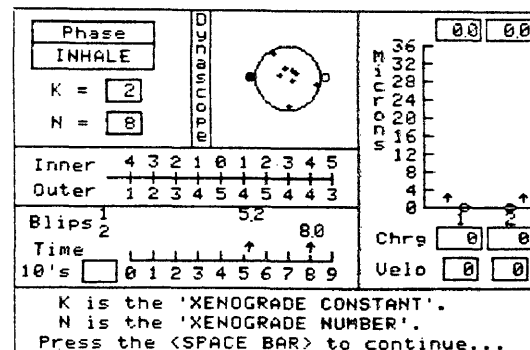 Phase
INHALE
K = 2
N = 8
Dynascope
Microns
0.0 0.0
36
32
28
24
20
16
12
8
4
0
Chrg 0 0
Velo 0 0
Inner 4 3 2 1 0 1 2 3 4 5
Outer 1 2 3 4 5 4 5 4 4 3
Blips 1 5.2
2 8.0
Time
10's 0 1 2 3 4 5 6 7 8 9
K is the 'XENOGRADE CONSTANT'.
N is the 'XENOGRADE NUMBER'.
Press the <SPACE BAR> to continue...